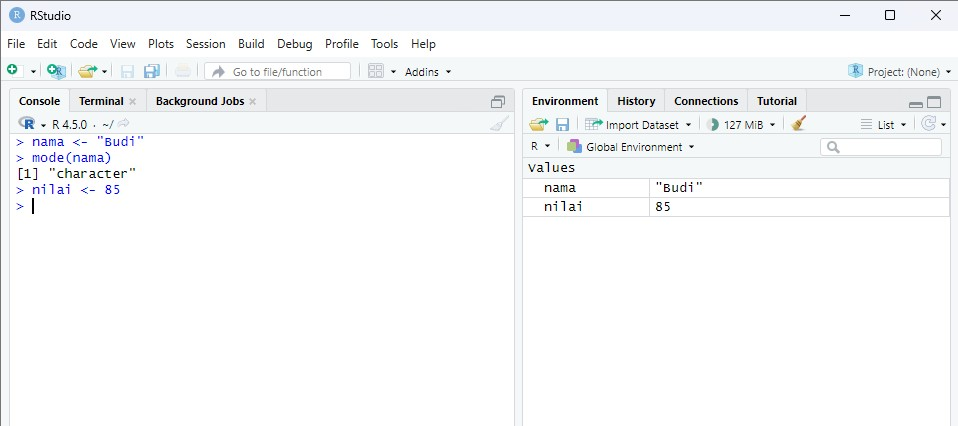 RStudio
File Edit Code View Plots Session Build Debug Profile Tools Help
Go to file/function Addins Project: (None)
Console Terminal Background Jobs
R 4.5.0 · ~/
> nama <- "Budi"
> mode(nama)
[1] "character"
> nilai <- 85
>
Environment History Connections Tutorial
Import Dataset 127 MiB List
R Global Environment
Values
nama "Budi"
nilai 85